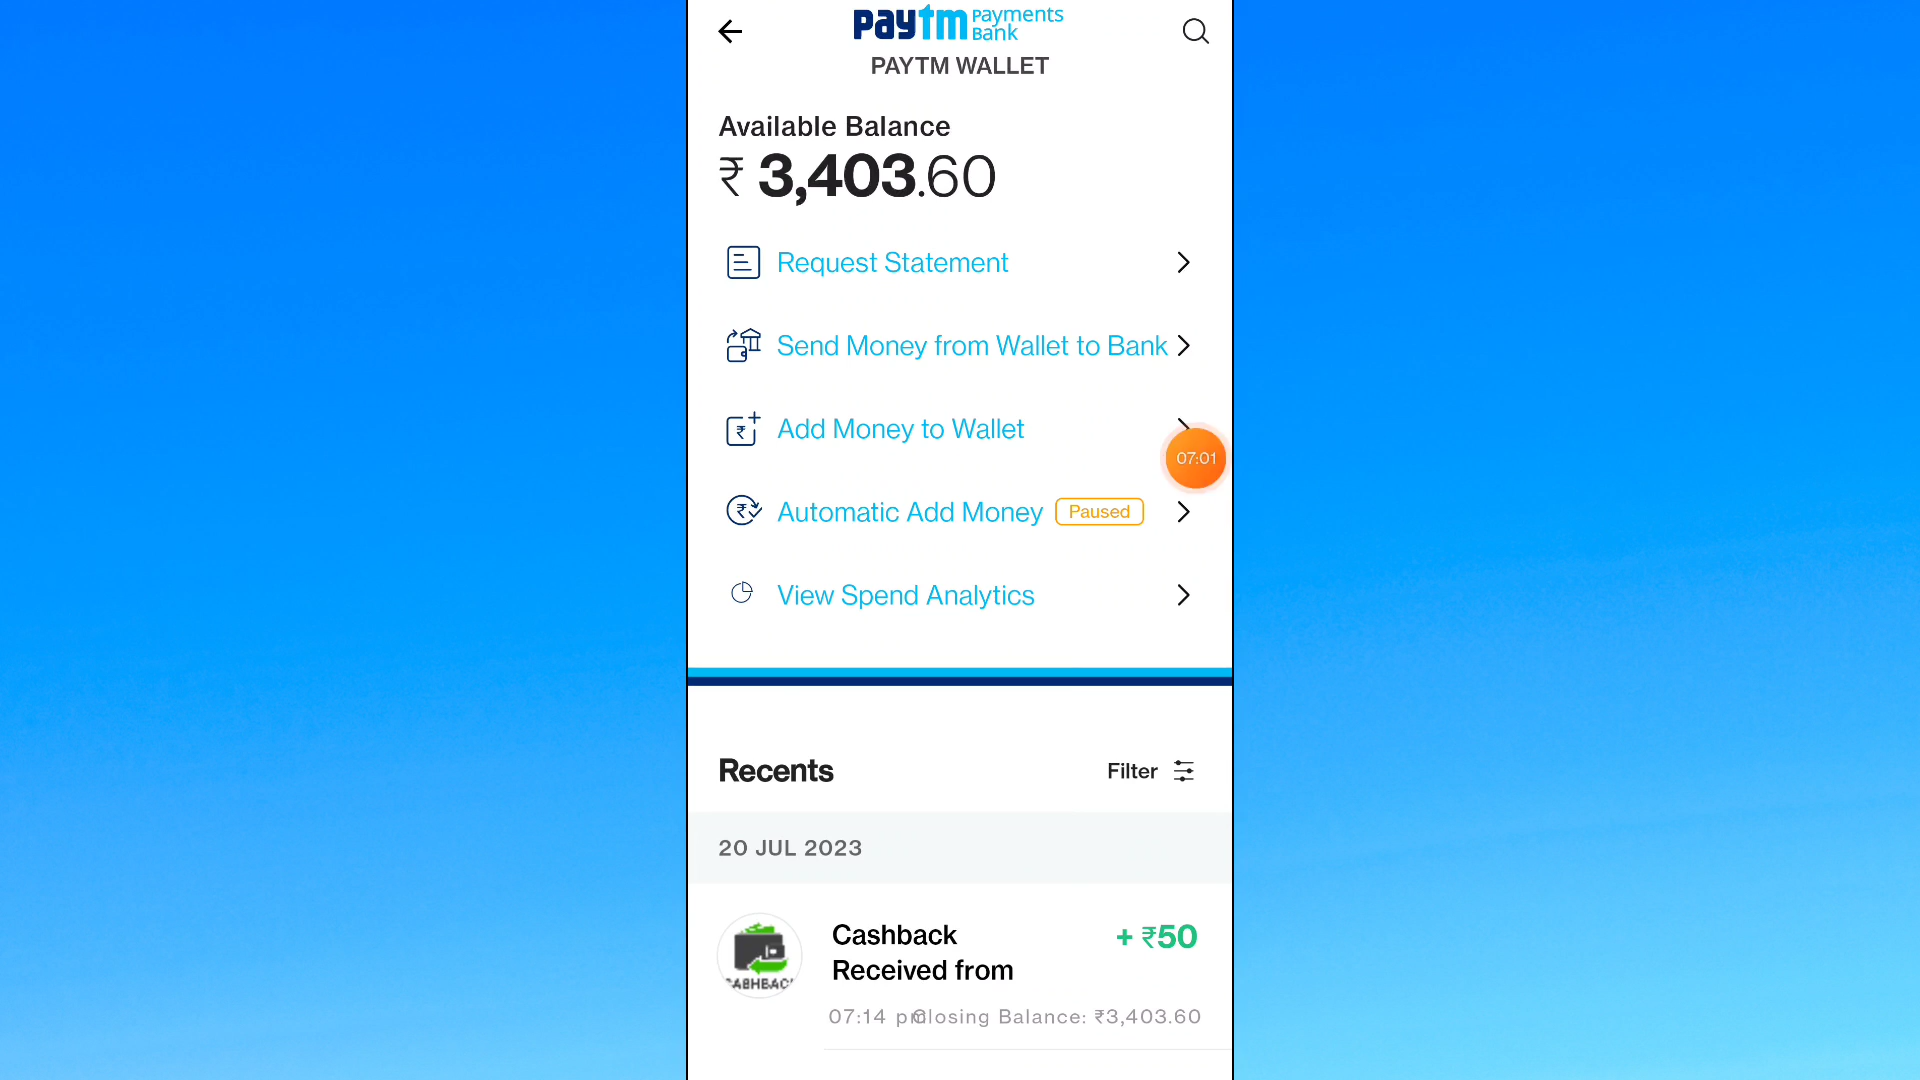 paytm Payments Bank
PAYTM WALLET
Available Balance
₹ 3,403.60
Request Statement
Send Money from Wallet to Bank
Add Money to Wallet
07:01
Automatic Add Money Paused
View Spend Analytics
Recents
Filter
20 JUL 2023
Cashback + ₹50
Received from
07:14 pm Closing Balance: ₹3,403.60